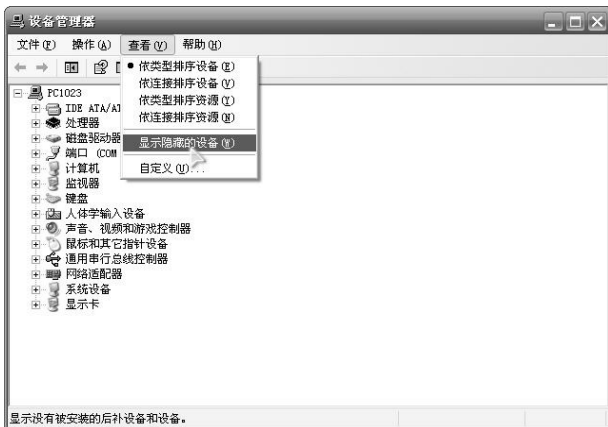 设备管理器
文件(F) 操作(A) 查看(V) 帮助(H)
依类型排序设备(E)
依连接排序设备(V)
依类型排序资源(Y)
依连接排序资源(N)
显示隐藏的设备(W)
自定义(U)...
PC1023
IDE ATA/AT
处理器
磁盘驱动器
端口 (COM
计算机
监视器
键盘
人体学输入设备
声音、视频和游戏控制器
鼠标和其它指针设备
通用串行总线控制器
网络适配器
系统设备
显示卡
显示没有被安装的后补设备和设备。